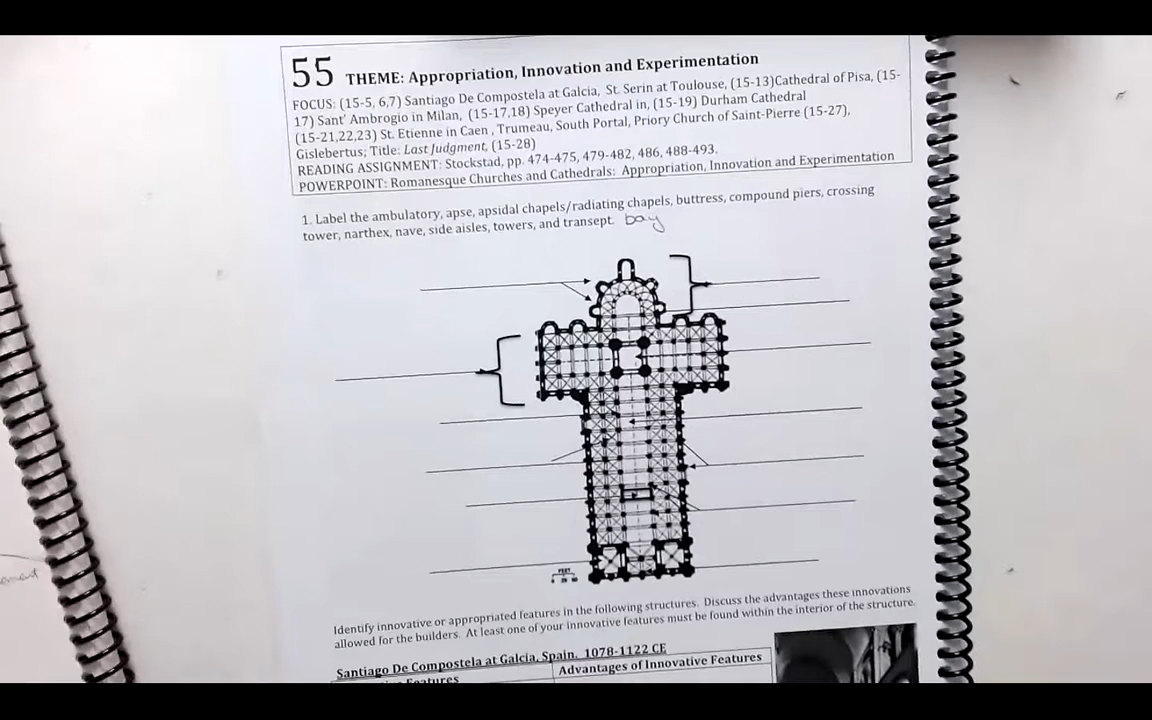 55 THEME: Appropriation, Innovation and Experimentation
FOCUS: (15-5, 6,7) Santiago De Compostela at Galcia, St. Serin at Toulouse, (15-13)Cathedral of Pisa, (15-
17) Sant' Ambrogio in Milan, (15-17,18) Speyer Cathedral in, (15-19) Durham Cathedral
(15-21,22,23) St. Etienne in Caen , Trumeau, South Portal, Priory Church of Saint-Pierre (15-27),
Gislebertus; Title: Last Judgment, (15-28)
READING ASSIGNMENT: Stockstad, pp. 474-475, 479-482, 486, 488-493.
POWERPOINT: Romanesque Churches and Cathedrals: Appropriation, Innovation and Experimentation
1. Label the ambulatory, apse, apsidal chapels/radiating chapels, buttress, compound piers, crossing
tower, narthex, nave, side aisles, towers, and transept. bay
FEET
Identify innovative or appropriated features in the following structures. Discuss the advantages these innovations
allowed for the builders. At least one of your innovative features must be found within the interior of the structure.
Santiago De Compostela at Galcia, Spain. 1078-1122 CE
Features Advantages of Innovative Features